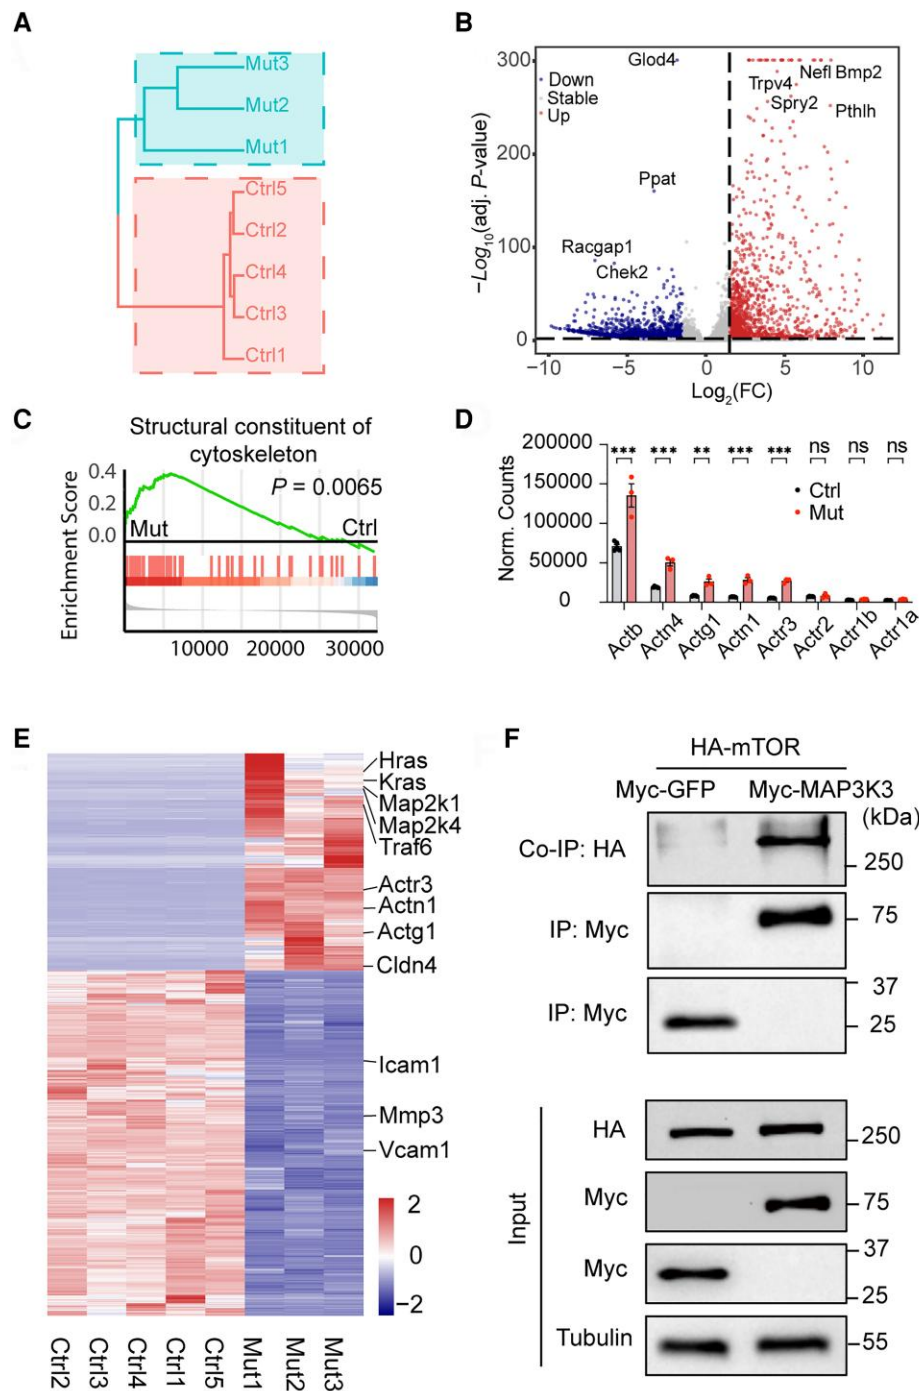 A
Mut3
Mut2
Mut1
Ctrl5
Ctrl2
Ctrl4
Ctrl3
Ctrl1
B
300
200
100
0
−Log10(adj. P-value)
Down
Stable
Up
Glod4
Nefl Bmp2
Trpv4
Spry2
Pthlh
Ppat
Racgap1
Chek2
−10 −5 0 5 10
Log2(FC)
C
Structural constituent of
cytoskeleton
P = 0.0065
Enrichment Score
0.4
0.0
Mut Ctrl
10000 20000 30000
D
200000
150000
100000
50000
0
Norm. Counts
*** *** ** *** *** ns ns ns
Ctrl
Mut
Actb Actn4 Actg1 Actn1 Actr3 Actr2 Actr1b Actr1a
E
Hras
Kras
Map2k1
Map2k4
Traf6
Actr3
Actn1
Actg1
Cldn4
Icam1
Mmp3
Vcam1
2
0
−2
Ctrl2 Ctrl3 Ctrl4 Ctrl1 Ctrl5 Mut1 Mut2 Mut3
F
HA-mTOR
Myc-GFP Myc-MAP3K3
(kDa)
Co-IP: HA
250
IP: Myc 75
IP: Myc
37
25
Input
HA 250
Myc 75
Myc
37
25
Tubulin 55